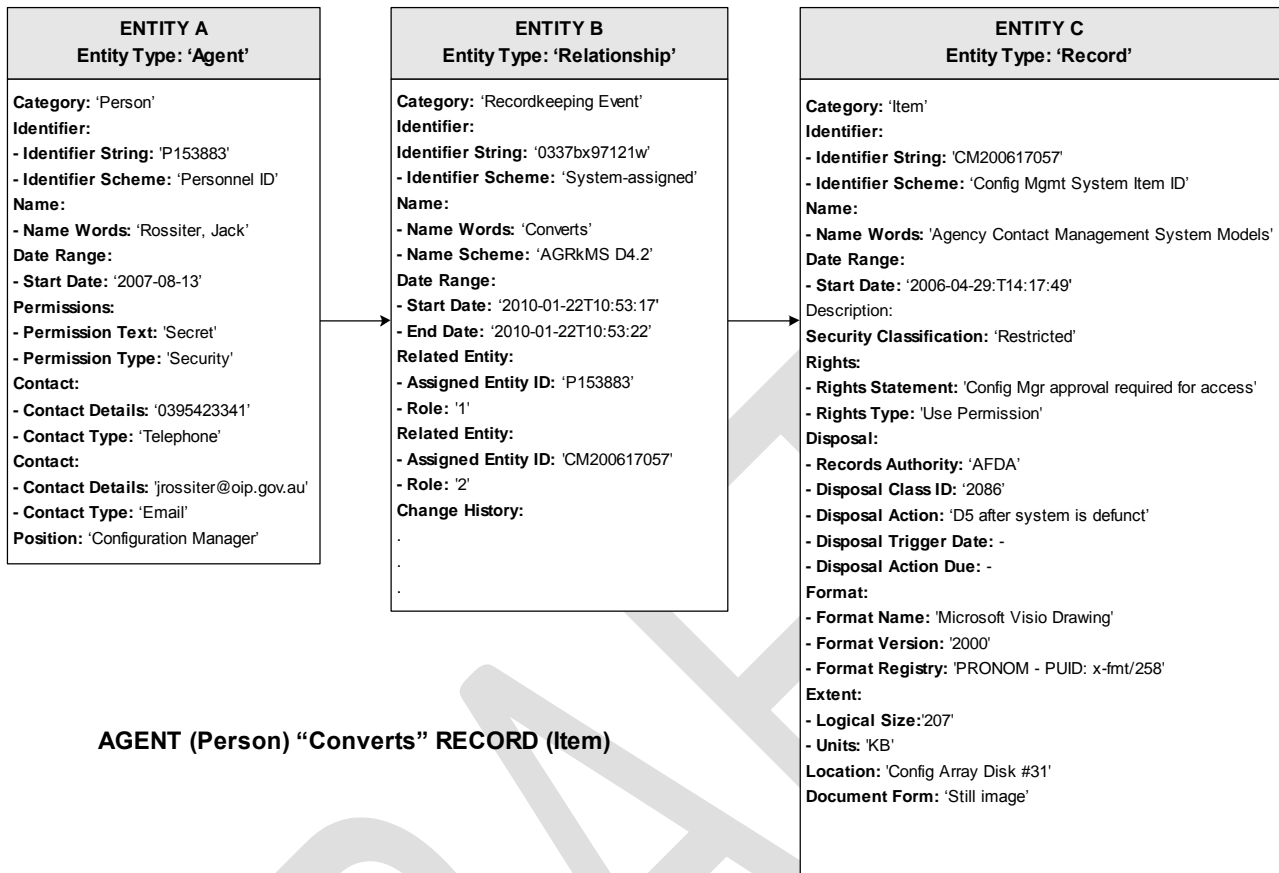 ENTITY A
Entity Type: ‘Agent’
Category: ‘Person’
Identifier:
- Identifier String: 'P153883’
- Identifier Scheme: ‘Personnel ID’
Name:
- Name Words: ‘Rossiter, Jack’
Date Range:
- Start Date: ‘2007-08-13’
Permissions:
- Permission Text: 'Secret’
- Permission Type: ‘Security’
Contact:
- Contact Details: ‘0395423341’
- Contact Type: ‘Telephone’
Contact:
- Contact Details: 'jrossiter@oip.gov.au'
- Contact Type: ‘Email’
Position: ‘Configuration Manager’
ENTITY B
Entity Type: ‘Relationship’
Category: ‘Recordkeeping Event’
Identifier:
Identifier String: ‘0337bx97121w’
- Identifier Scheme: ‘System-assigned’
Name:
- Name Words: ‘Converts’
- Name Scheme: ‘AGRkMS D4.2’
Date Range:
- Start Date: ‘2010-01-22T10:53:17'
- End Date: ‘2010-01-22T10:53:22’
Related Entity:
- Assigned Entity ID: 'P153883’
- Role: '1’
Related Entity:
- Assigned Entity ID: 'CM200617057’
- Role: '2’
Change History:
.
.
.
ENTITY C
Entity Type: ‘Record’
Category: ‘Item’
Identifier:
- Identifier String: 'CM200617057'
- Identifier Scheme: ‘Config Mgmt System Item ID’
Name:
- Name Words: 'Agency Contact Management System Models'
Date Range:
- Start Date: ‘2006-04-29:T14:17:49'
Description:
Security Classification: ‘Restricted’
Rights:
- Rights Statement: 'Config Mgr approval required for access'
- Rights Type: 'Use Permission'
Disposal:
- Records Authority: ‘AFDA’
- Disposal Class ID: ‘2086’
- Disposal Action: ‘D5 after system is defunct’
- Disposal Trigger Date: -
- Disposal Action Due: -
Format:
- Format Name: 'Microsoft Visio Drawing'
- Format Version: '2000'
- Format Registry: 'PRONOM - PUID: x-fmt/258'
Extent:
- Logical Size:'207'
- Units: 'KB'
Location: 'Config Array Disk #31'
Document Form: ‘Still image’
AGENT (Person) “Converts” RECORD (Item)